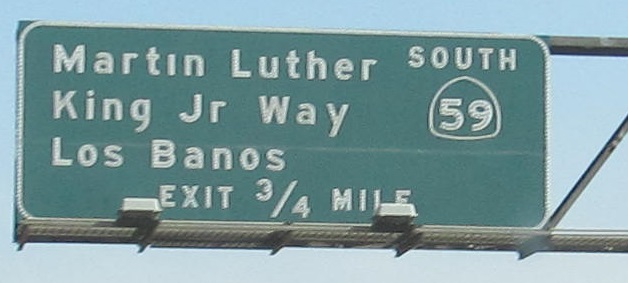 Martin Luther SOUTH
King Jr Way 59
Los Banos
EXIT 3/4 MILE